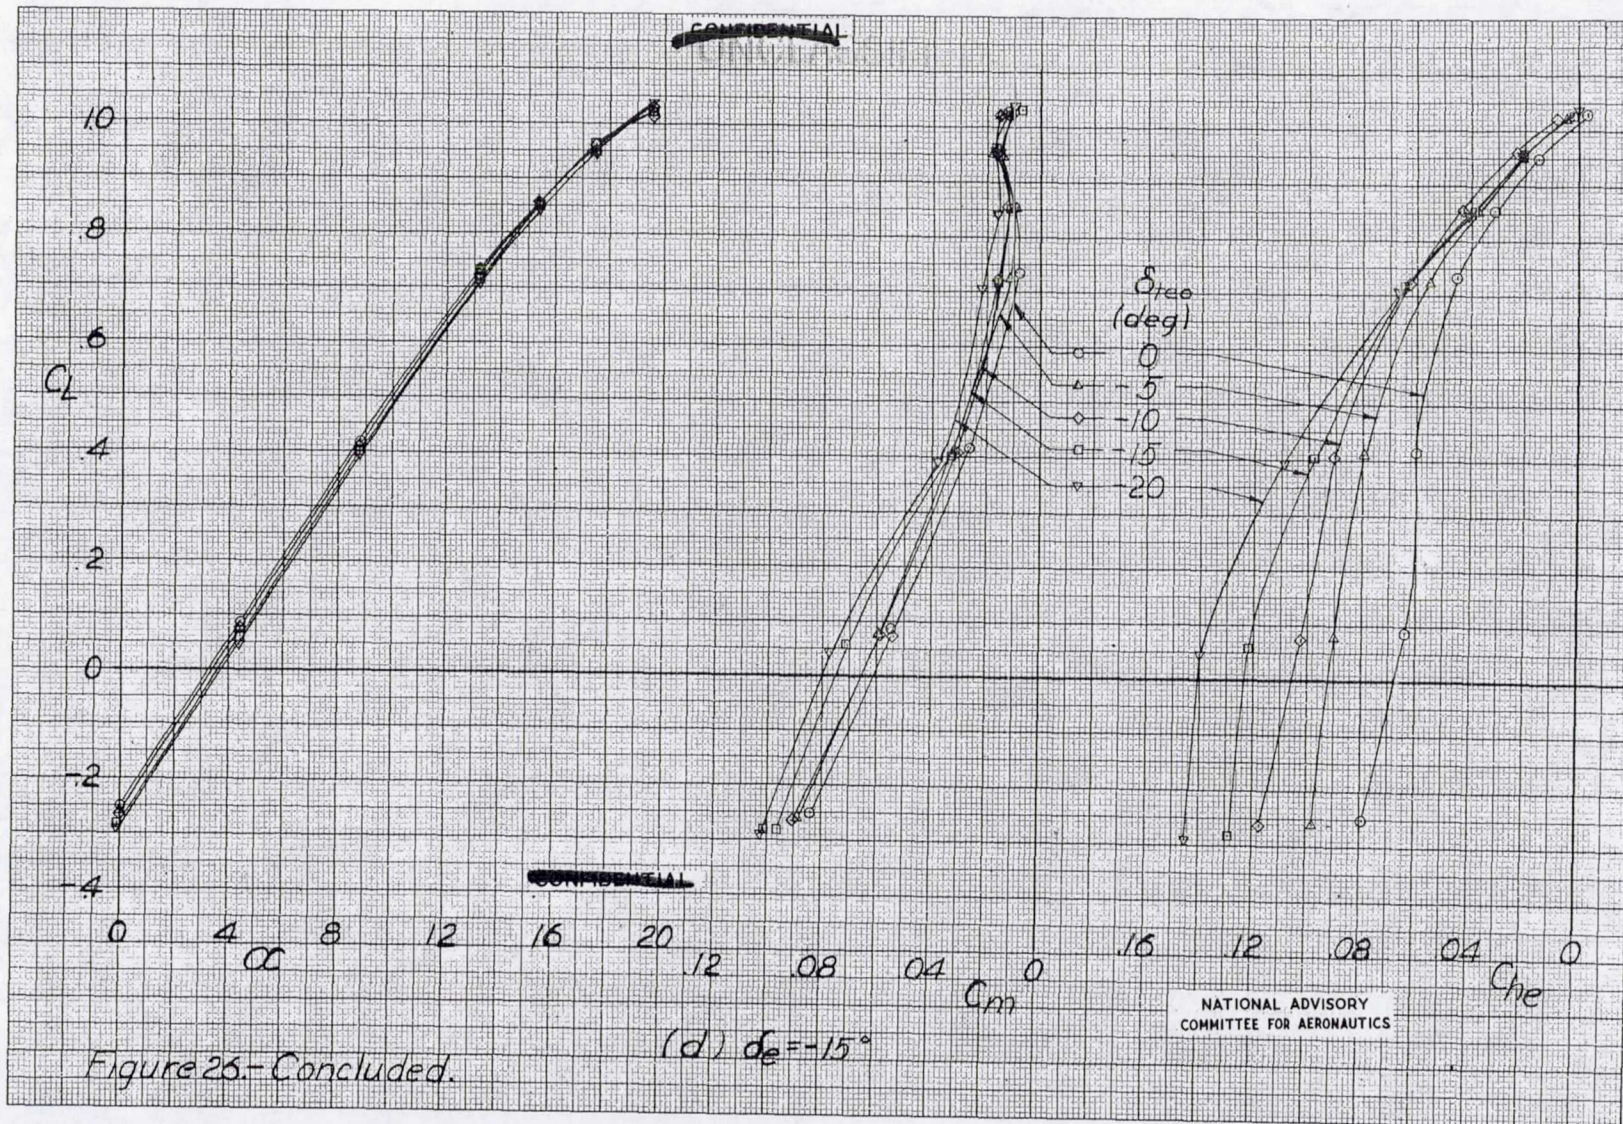 CONFIDENTIAL
1.0
.8
.6
C_L
.4
.2
0
-.2
-.4
0 4 8 12 16 20
α
.12 .08 .04 0
C_m
.16 .12 .08 .04 0
C_he
(deg)
0
-5
-10
-15
-20
CONFIDENTIAL
NATIONAL ADVISORY
COMMITTEE FOR AERONAUTICS
(d) δe=-15°
Figure 26.-Concluded.